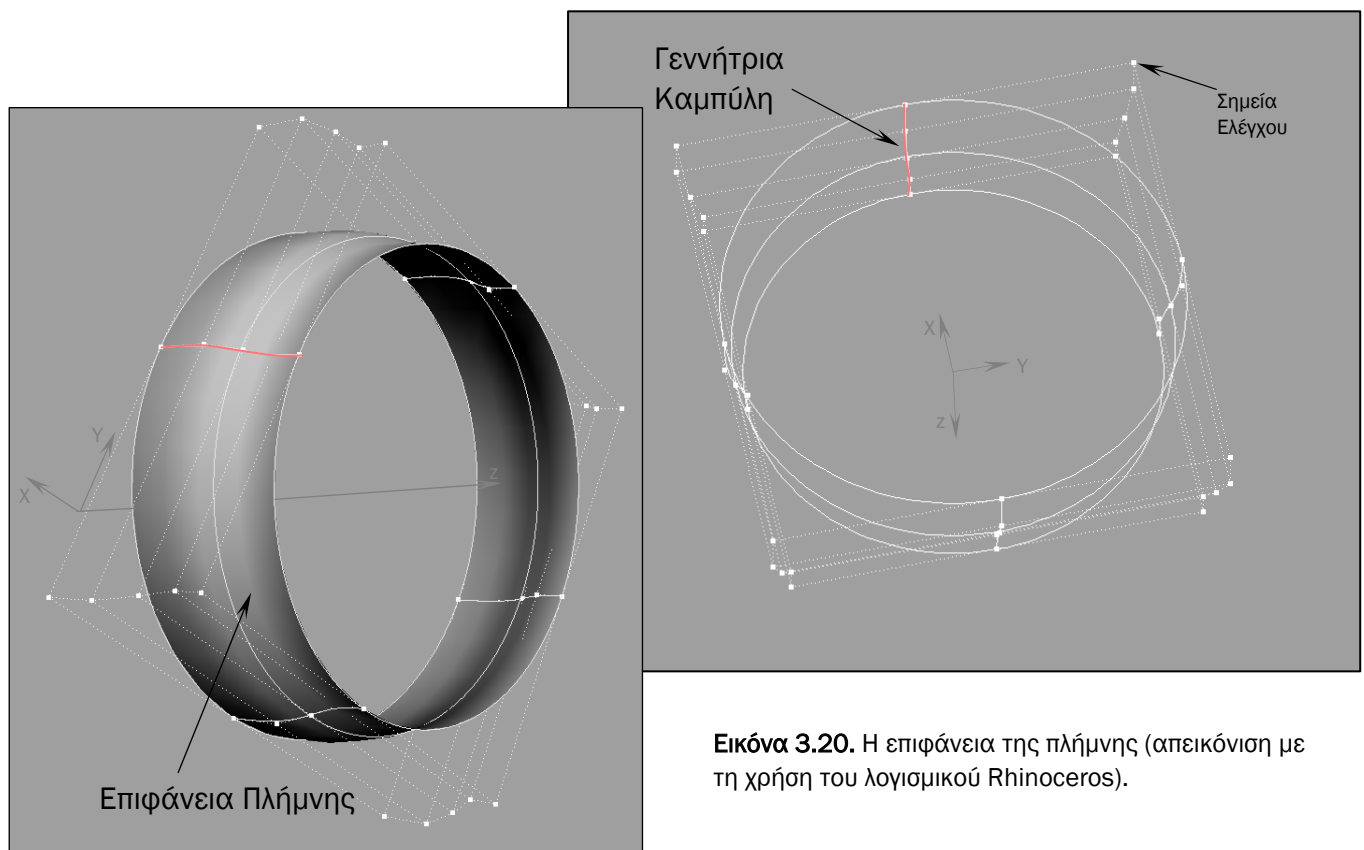 Γεννήτρια
Καμπύλη
Σημεία
Ελέγχου
X
Y
z
Y
X
z
Επιφάνεια Πλήμνης
Εικόνα 3.20. Η επιφάνεια της πλήμνης (απεικόνιση με
τη χρήση του λογισμικού Rhinoceros).